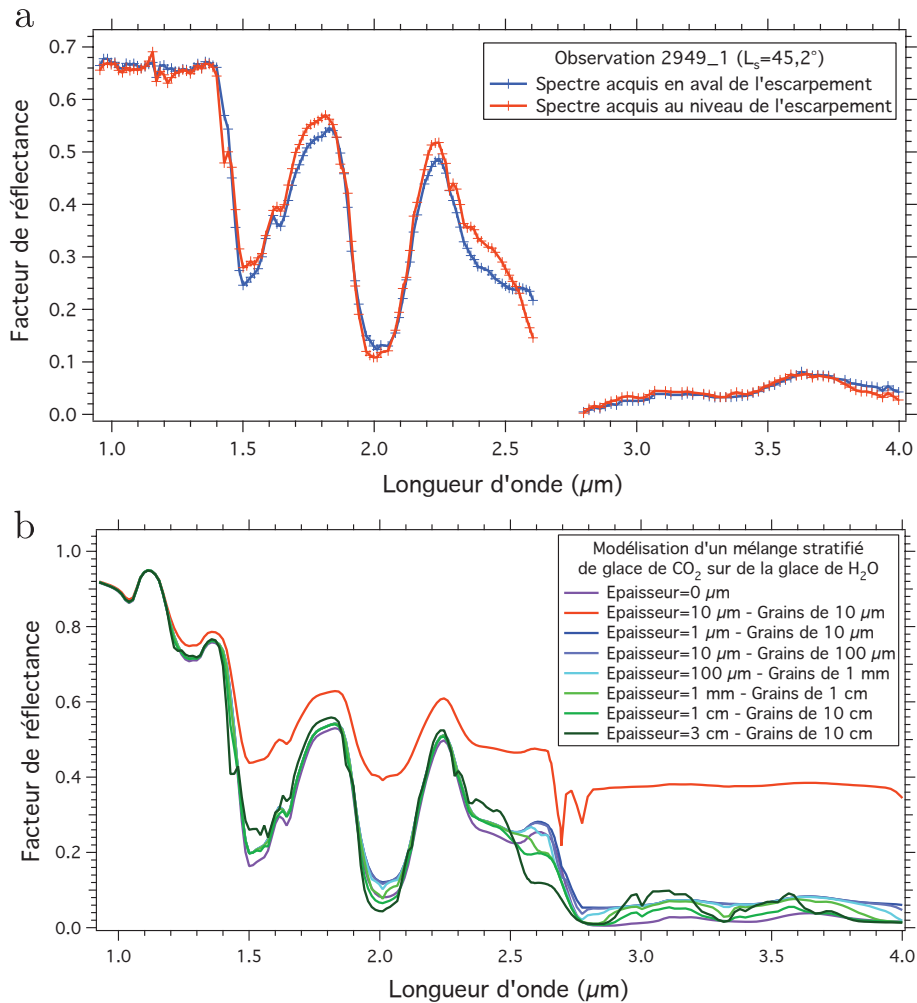 a
0.7
0.6
0.5
0.4
0.3
0.2
0.1
0.0
Facteur de réflectance
Observation 2949_1 (Ls=45,2°)
Spectre acquis en aval de l'escarpement
Spectre acquis au niveau de l'escarpement
1.0 1.5 2.0 2.5 3.0 3.5 4.0
Longueur d'onde (µm)
b
1.0
0.8
0.6
0.4
0.2
0.0
Facteur de réflectance
Modélisation d'un mélange stratifié
de glace de CO2 sur de la glace de H2O
Epaisseur=0 µm
Epaisseur=10 µm - Grains de 10 µm
Epaisseur=1 µm - Grains de 10 µm
Epaisseur=10 µm - Grains de 100 µm
Epaisseur=100 µm - Grains de 1 mm
Epaisseur=1 mm - Grains de 1 cm
Epaisseur=1 cm - Grains de 10 cm
Epaisseur=3 cm - Grains de 10 cm
1.0 1.5 2.0 2.5 3.0 3.5 4.0
Longueur d'onde (µm)